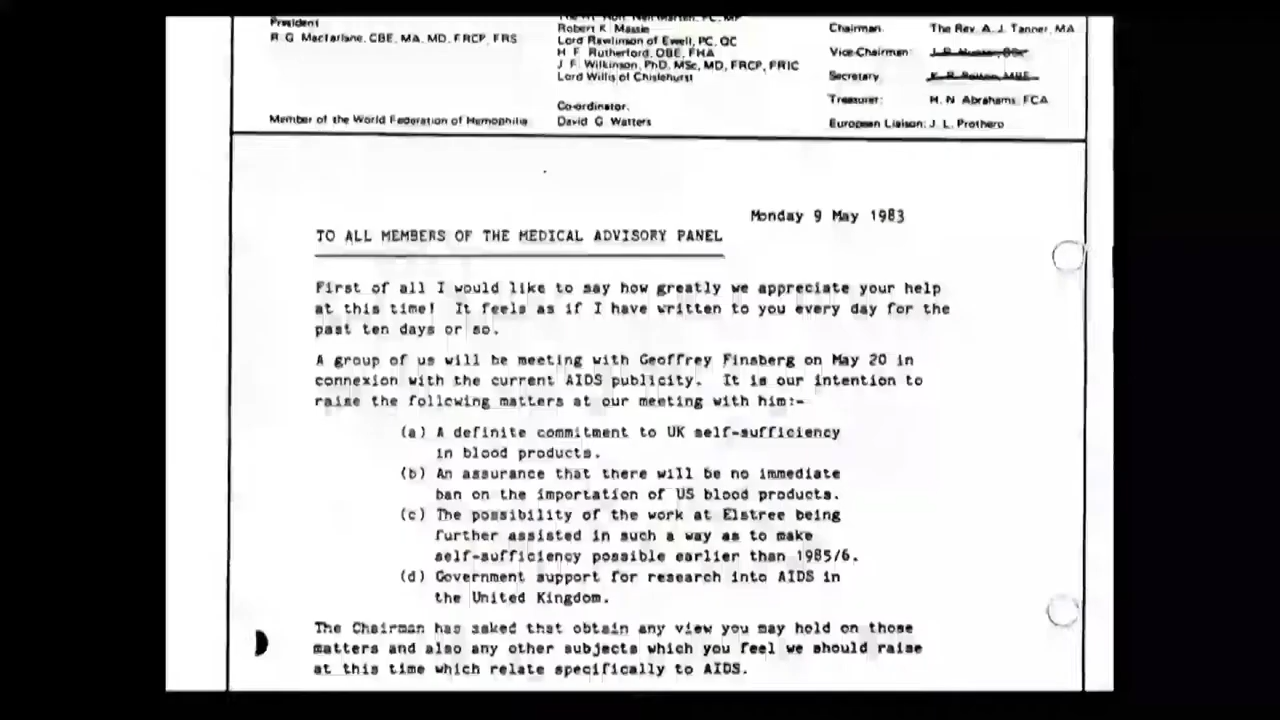 President
R G Macfarlane, CBE, MA, MD, FRCP, FRS
Member of the World Federation of Hemophilia
The Rt. Hon. Neil Marten, PC, MP
Robert K. Massie
Lord Rawlinson of Ewell, PC, QC
H. F. Rutherford, OBE, FHA
J. F. Wilkinson, PhD, MSc, MD, FRCP, FRIC
Lord Willis of Chislehurst
Co-ordinator:
David G Watters
Chairman: The Rev. A. J. Tanner, MA
Vice-Chairman:
Secretary
Treasurer: H. N. Abrahams, FCA
European Liaison: J. L. Prothero
Monday 9 May 1983
TO ALL MEMBERS OF THE MEDICAL ADVISORY PANEL
First of all I would like to say how greatly we appreciate your help
at this time! It feels as if I have written to you every day for the
past ten days or so.
A group of us will be meeting with Geoffrey Finsberg on May 20 in
connexion with the current AIDS publicity. It is our intention to
raise the following matters at our meeting with him:-
(a) A definite commitment to UK self-sufficiency
in blood products.
(b) An assurance that there will be no immediate
ban on the importation of US blood products.
(c) The possibility of the work at Elstree being
further assisted in such a way as to make
self-sufficiency possible earlier than 1985/6.
(d) Government support for research into AIDS in
the United Kingdom.
The Chairman has asked that obtain any view you may hold on those
matters and also any other subjects which you feel we should raise
at this time which relate specifically to AIDS.